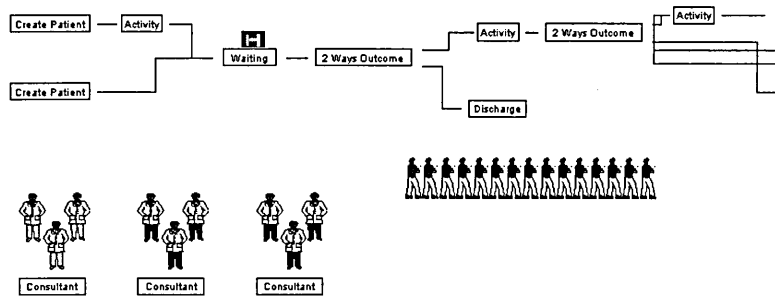 Create Patient
Activity
Waiting
2 Ways Outcome
Activity
2 Ways Outcome
Activity
Create Patient
Discharge
Consultant
Consultant
Consultant